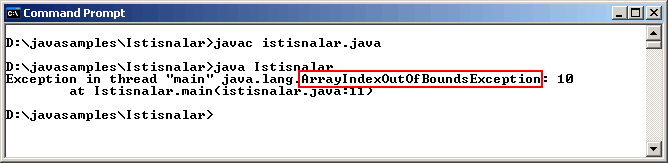 Command Prompt
D:\javasamples\Istisnalar>javac istisnalar.java
D:\javasamples\Istisnalar>java Istisnalar
Exception in thread "main" java.lang.ArrayIndexOutOfBoundsException: 10
at Istisnalar.main(istisnalar.java:11)
D:\javasamples\Istisnalar>